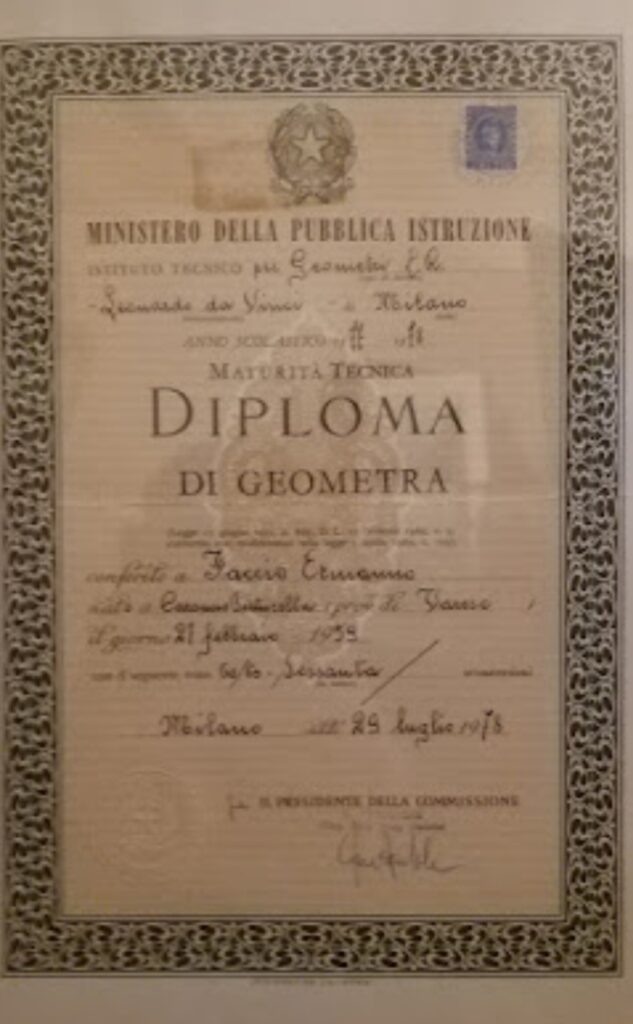 MINISTERO DELLA PUBBLICA ISTRUZIONE
ISTITUTO TECNICO per Geometri
Leonardo da Vinci Milano
ANNO SCOLASTICO
MATURITÀ TECNICA
DIPLOMA
DI GEOMETRA
conferito a Faccio Ermanno
nato a prov di Varese
il giorno 21 febbraio 1959
60/60 - Sessanta
Milano 29 luglio 1978
IL PRESIDENTE DELLA COMMISSIONE